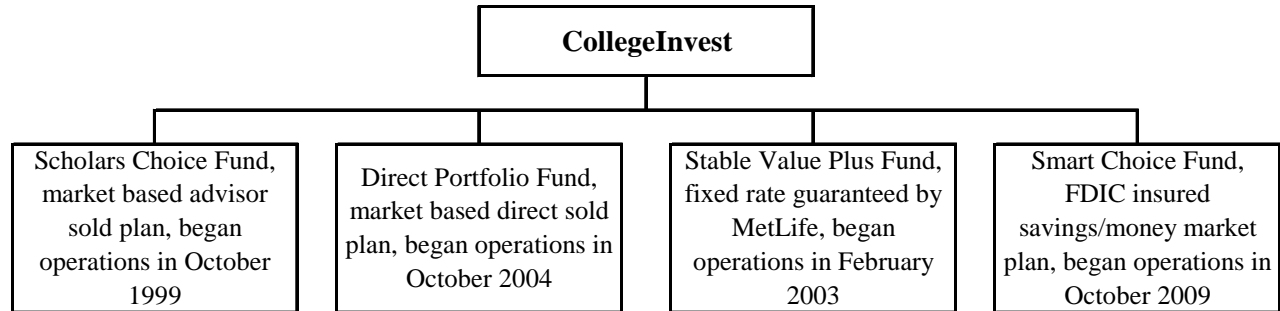 CollegeInvest
Scholars Choice Fund,
market based advisor
sold plan, began
operations in October
1999
Direct Portfolio Fund,
market based direct sold
plan, began operations in
October 2004
Stable Value Plus Fund,
fixed rate guaranteed by
MetLife, began
operations in February
2003
Smart Choice Fund,
FDIC insured
savings/money market
plan, began operations in
October 2009